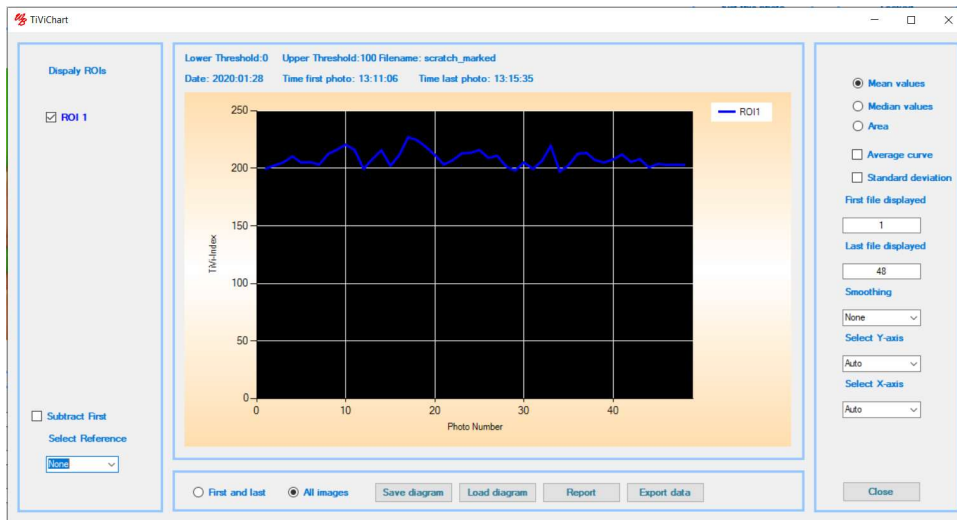 TiViChart
Dispaly ROIs
ROI 1
Subtract First
Select Reference
None
Lower Threshold:0 Upper Threshold:100 Filename: scratch_marked
Date: 2020:01:28 Time first photo: 13:11:06 Time last photo: 13:15:35
ROI1
250
200
150
100
50
0
TiVi-Index
0 10 20 30 40
Photo Number
First and last
All images
Save diagram
Load diagram
Report
Export data
Mean values
Median values
Area
Average curve
Standard deviation
First file displayed
1
Last file displayed
48
Smoothing
None
Select Y-axis
Auto
Select X-axis
Auto
Close